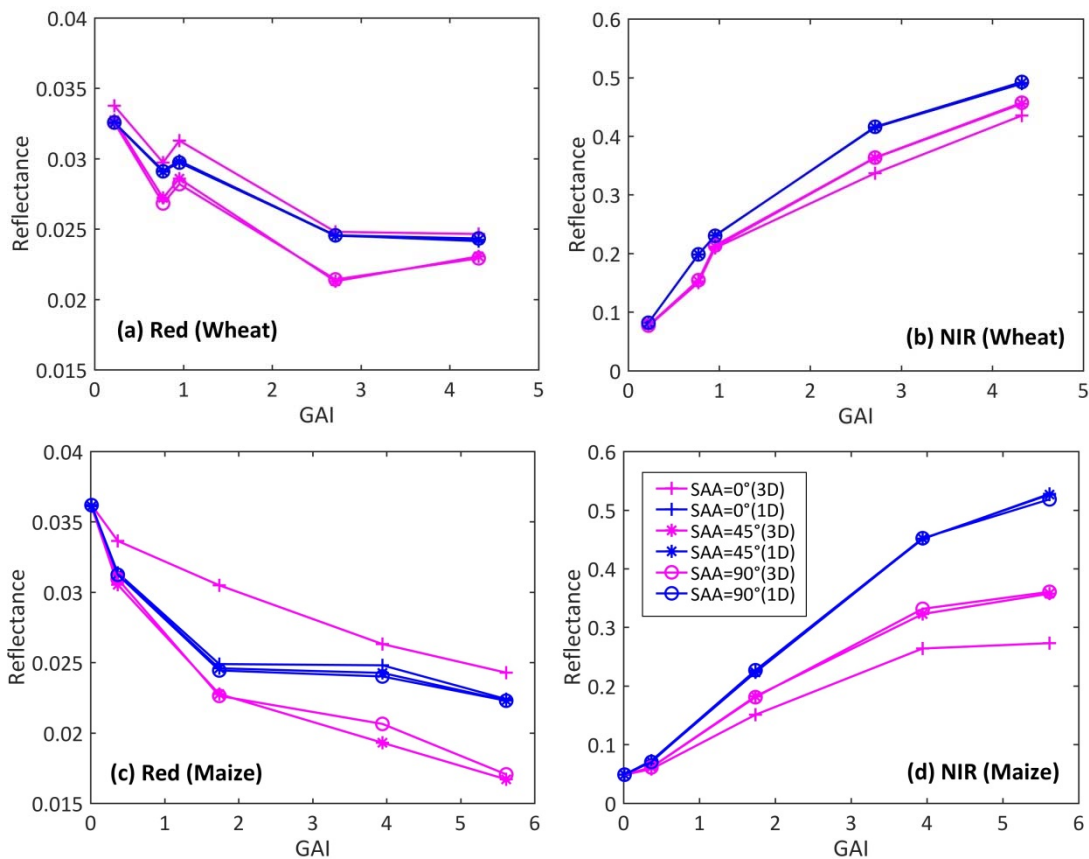 0.04
0.035
0.03
0.025
0.02
0.015
Reflectance
(a) Red (Wheat)
0 1 2 3 4 5
GAI
0.6
0.5
0.4
0.3
0.2
0.1
0
Reflectance
(b) NIR (Wheat)
0 1 2 3 4 5
GAI
0.04
0.035
0.03
0.025
0.02
0.015
Reflectance
(c) Red (Maize)
0 1 2 3 4 5 6
GAI
0.6
0.5
0.4
0.3
0.2
0.1
0
Reflectance
SAA=0°(3D)
SAA=0°(1D)
SAA=45°(3D)
SAA=45°(1D)
SAA=90°(3D)
SAA=90°(1D)
(d) NIR (Maize)
0 1 2 3 4 5 6
GAI